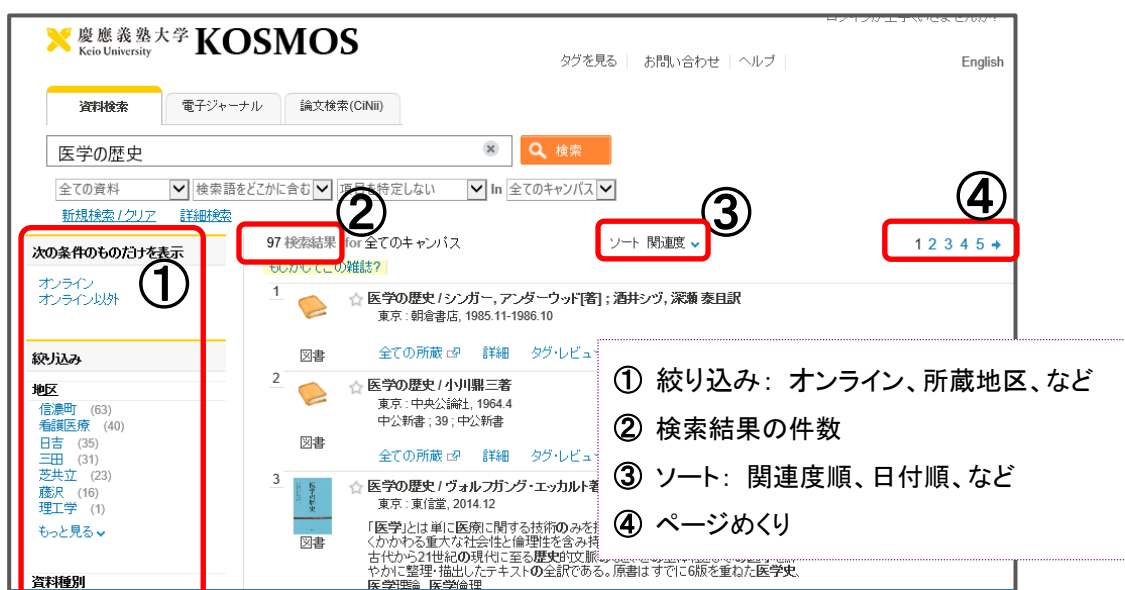 慶應義塾大学 KOSMOS
Keio University
タグを見る お問い合わせ ヘルプ English
資料検索 電子ジャーナル 論文検索(CiNii)
医学の歴史 検索
全ての資料 検索語をどこかに含む 項目を特定しない In 全てのキャンパス
新規検索 / クリア 詳細検索
② ③ ④
97 検索結果 for 全てのキャンパス ソート 関連度 1 2 3 4 5
次の条件のものだけを表示
もしかしてこの雑誌?
オンライン
オンライン以外
①
1 医学の歴史 / シンガー, アンダーウッド[著] ; 酒井シヅ, 深瀬 泰旦訳
東京 : 朝倉書店, 1985.11-1986.10
図書 全ての所蔵 詳細 タグ・レビュ
絞り込み
地区
信濃町 (63)
看護医療 (40)
日吉 (35)
三田 (31)
芝共立 (23)
藤沢 (16)
理工学 (1)
もっと見る
資料種別
2 医学の歴史 / 小川鼎三著
東京 : 中央公論社, 1964.4
中公新書 ; 39 ; 中公新書
図書 全ての所蔵 詳細 タグ・レビュ
3 医学の歴史 / ヴォルフガング・エッカルト著
東京 : 東信堂, 2014.12
「医学」とは単に医療に関する技術のみを
図書 くかかわる重大な社会性と倫理性を含み
古代から21世紀の現代に至る歴史的文脈
やかに整理・描出したテキストの全訳である。原書はすでに6版を重ねた医学史、
医学理論、医学倫理
① 絞り込み： オンライン、所蔵地区、など
② 検索結果の件数
③ ソート： 関連度順、日付順、など
④ ページめくり